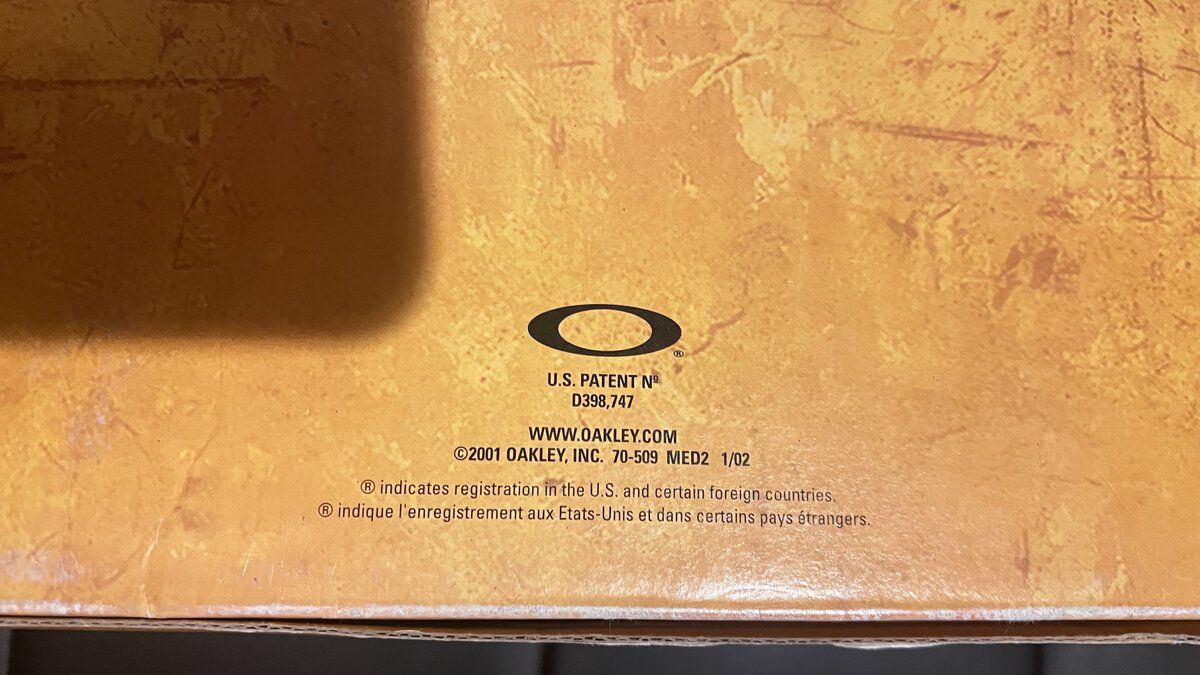 ®
U.S. PATENT Nº
D398,747
WWW.OAKLEY.COM
©2001 OAKLEY, INC. 70-509 MED2 1/02
® indicates registration in the U.S. and certain foreign countries.
® indique l'enregistrement aux Etats-Unis et dans certains pays étrangers.